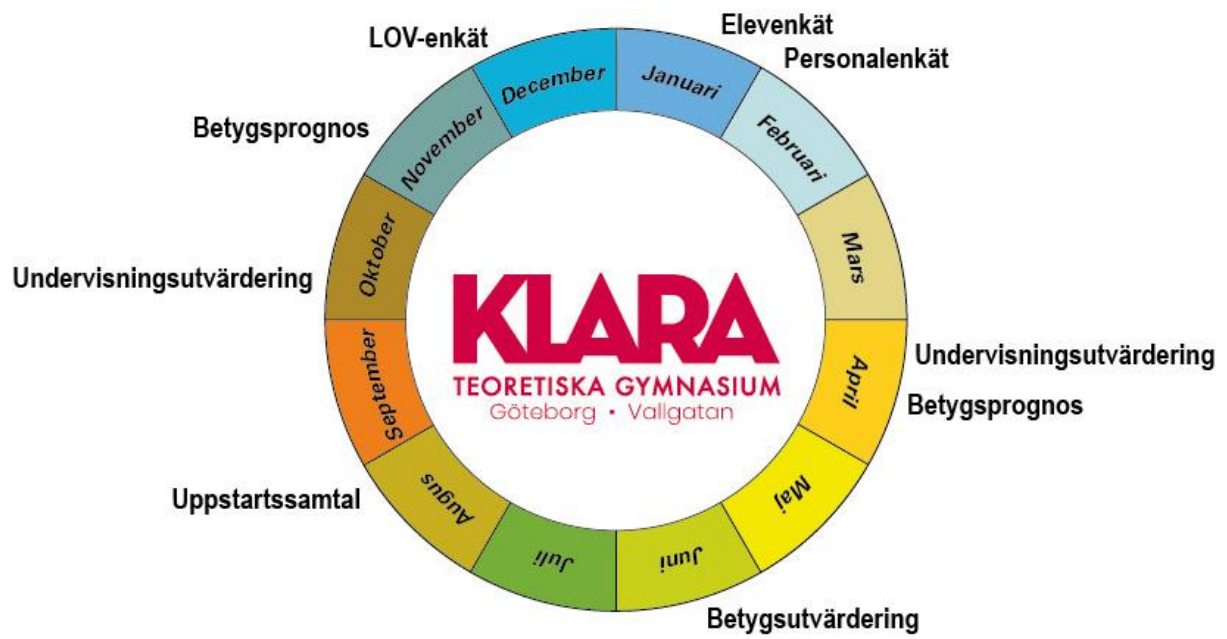 Elevenkät
LOV-enkät
Personalenkät
December
Januari
Betygsprognos
November
Februari
Oktober
Mars
Undervisningsutvärdering
KLARA
TEORETISKA GYMNASIUM
Göteborg • Vallgatan
September
April
Undervisningsutvärdering
Betygsprognos
Uppstartssamtal
Augus
Maj
Juli
Juni
Betygsutvärdering